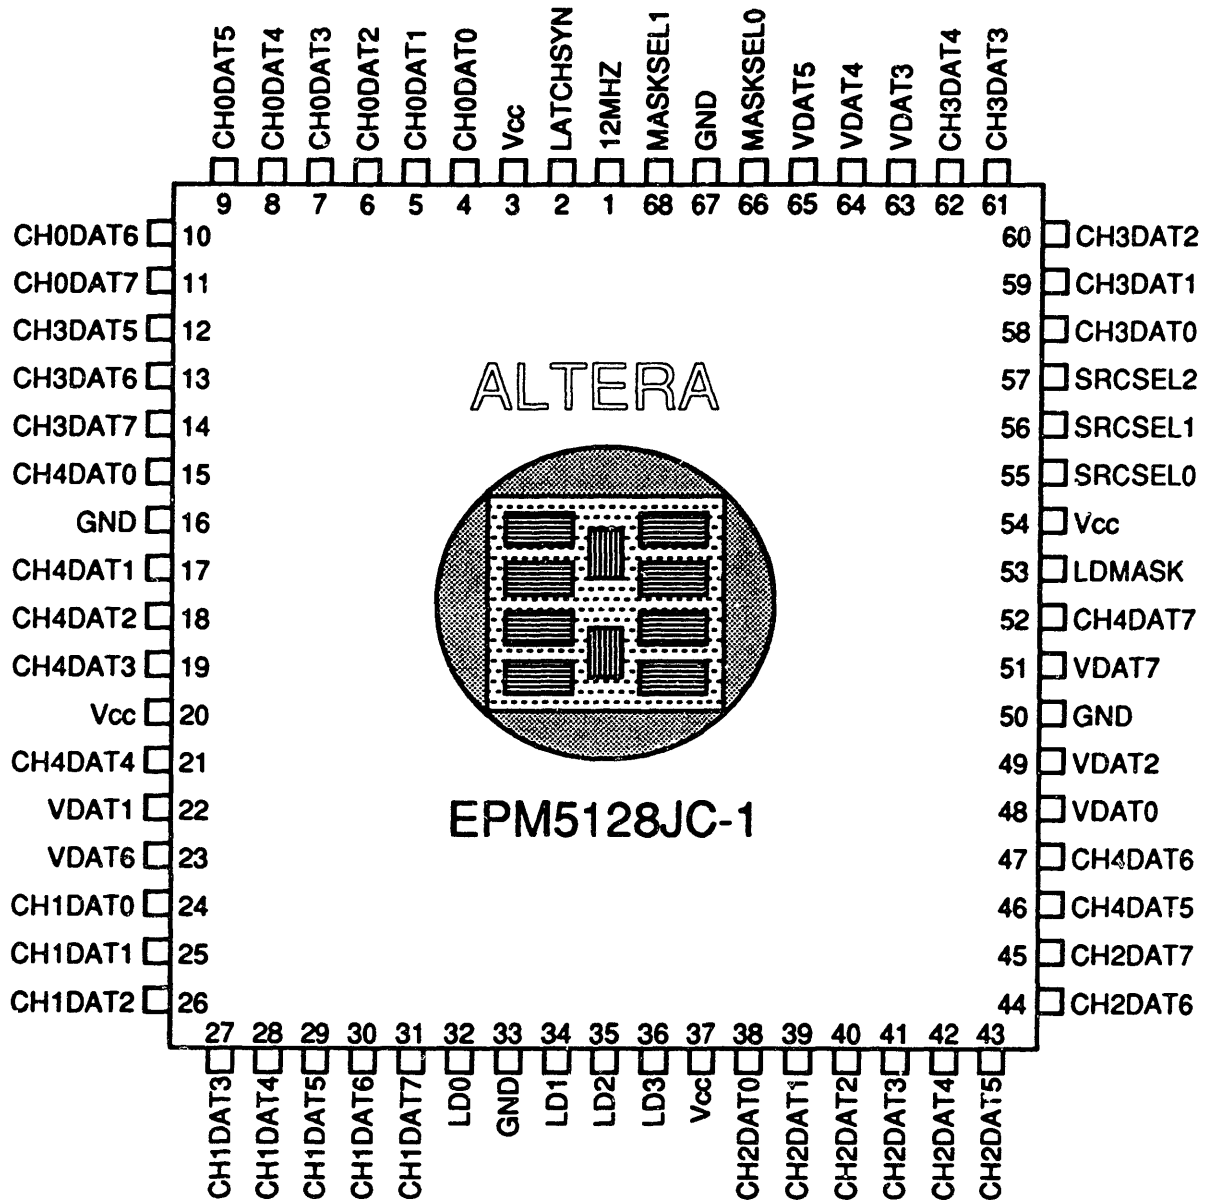 CH0DAT5 CH0DAT4 CH0DAT3 CH0DAT2 CH0DAT1 CH0DAT0 Vcc LATCHSYN 12MHZ MASKSEL1 GND MASKSEL0 VDAT5 VDAT4 VDAT3 CH3DAT4 CH3DAT3
9 8 7 6 5 4 3 2 1 68 67 66 65 64 63 62 61
CH0DAT6 10 60 CH3DAT2
CH0DAT7 11 59 CH3DAT1
CH3DAT5 12 58 CH3DAT0
CH3DAT6 13 57 SRCSEL2
ALTERA
CH3DAT7 14 56 SRCSEL1
CH4DAT0 15 55 SRCSEL0
GND 16 54 Vcc
CH4DAT1 17 53 LDMASK
CH4DAT2 18 52 CH4DAT7
CH4DAT3 19 51 VDAT7
Vcc 20 50 GND
CH4DAT4 21 49 VDAT2
VDAT1 22 48 VDAT0
EPM5128JC-1
VDAT6 23 47 CH4DAT6
CH1DAT0 24 46 CH4DAT5
CH1DAT1 25 45 CH2DAT7
CH1DAT2 26 44 CH2DAT6
27 28 29 30 31 32 33 34 35 36 37 38 39 40 41 42 43
CH1DAT3 CH1DAT4 CH1DAT5 CH1DAT6 CH1DAT7 LD0 GND LD1 LD2 LD3 Vcc CH2DAT0 CH2DAT1 CH2DAT2 CH2DAT3 CH2DAT4 CH2DAT5